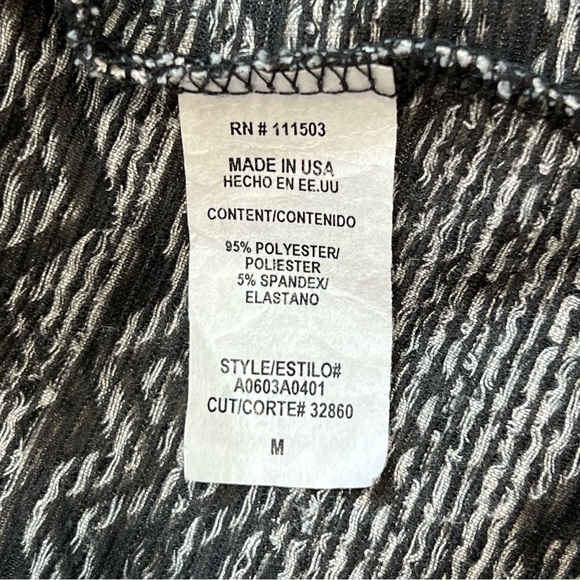 RN # 111503
MADE IN USA
HECHO EN EE.UU
CONTENT/CONTENIDO
95% POLYESTER/
POLIESTER
5% SPANDEX/
ELASTANO
STYLE/ESTILO#
A0603A0401
CUT/CORTE# 32860
M